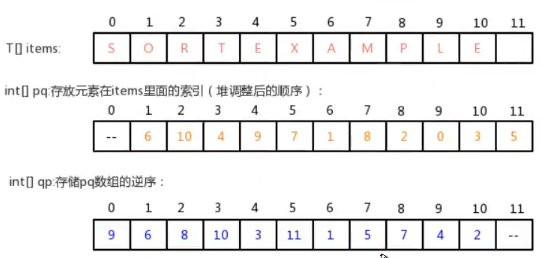 0 1 2 3 4 5 6 7 8 9 10 11
T[] items: S O R T E X A M P L E
int[] pq:存放元素在items里面的索引（堆调整后的顺序）：
0 1 2 3 4 5 6 7 8 9 10 11
-- 6 10 4 9 7 1 8 2 0 3 5
int[] qp:存储pq数组的逆序：
0 1 2 3 4 5 6 7 8 9 10 11
9 6 8 10 3 11 1 5 7 4 2 --